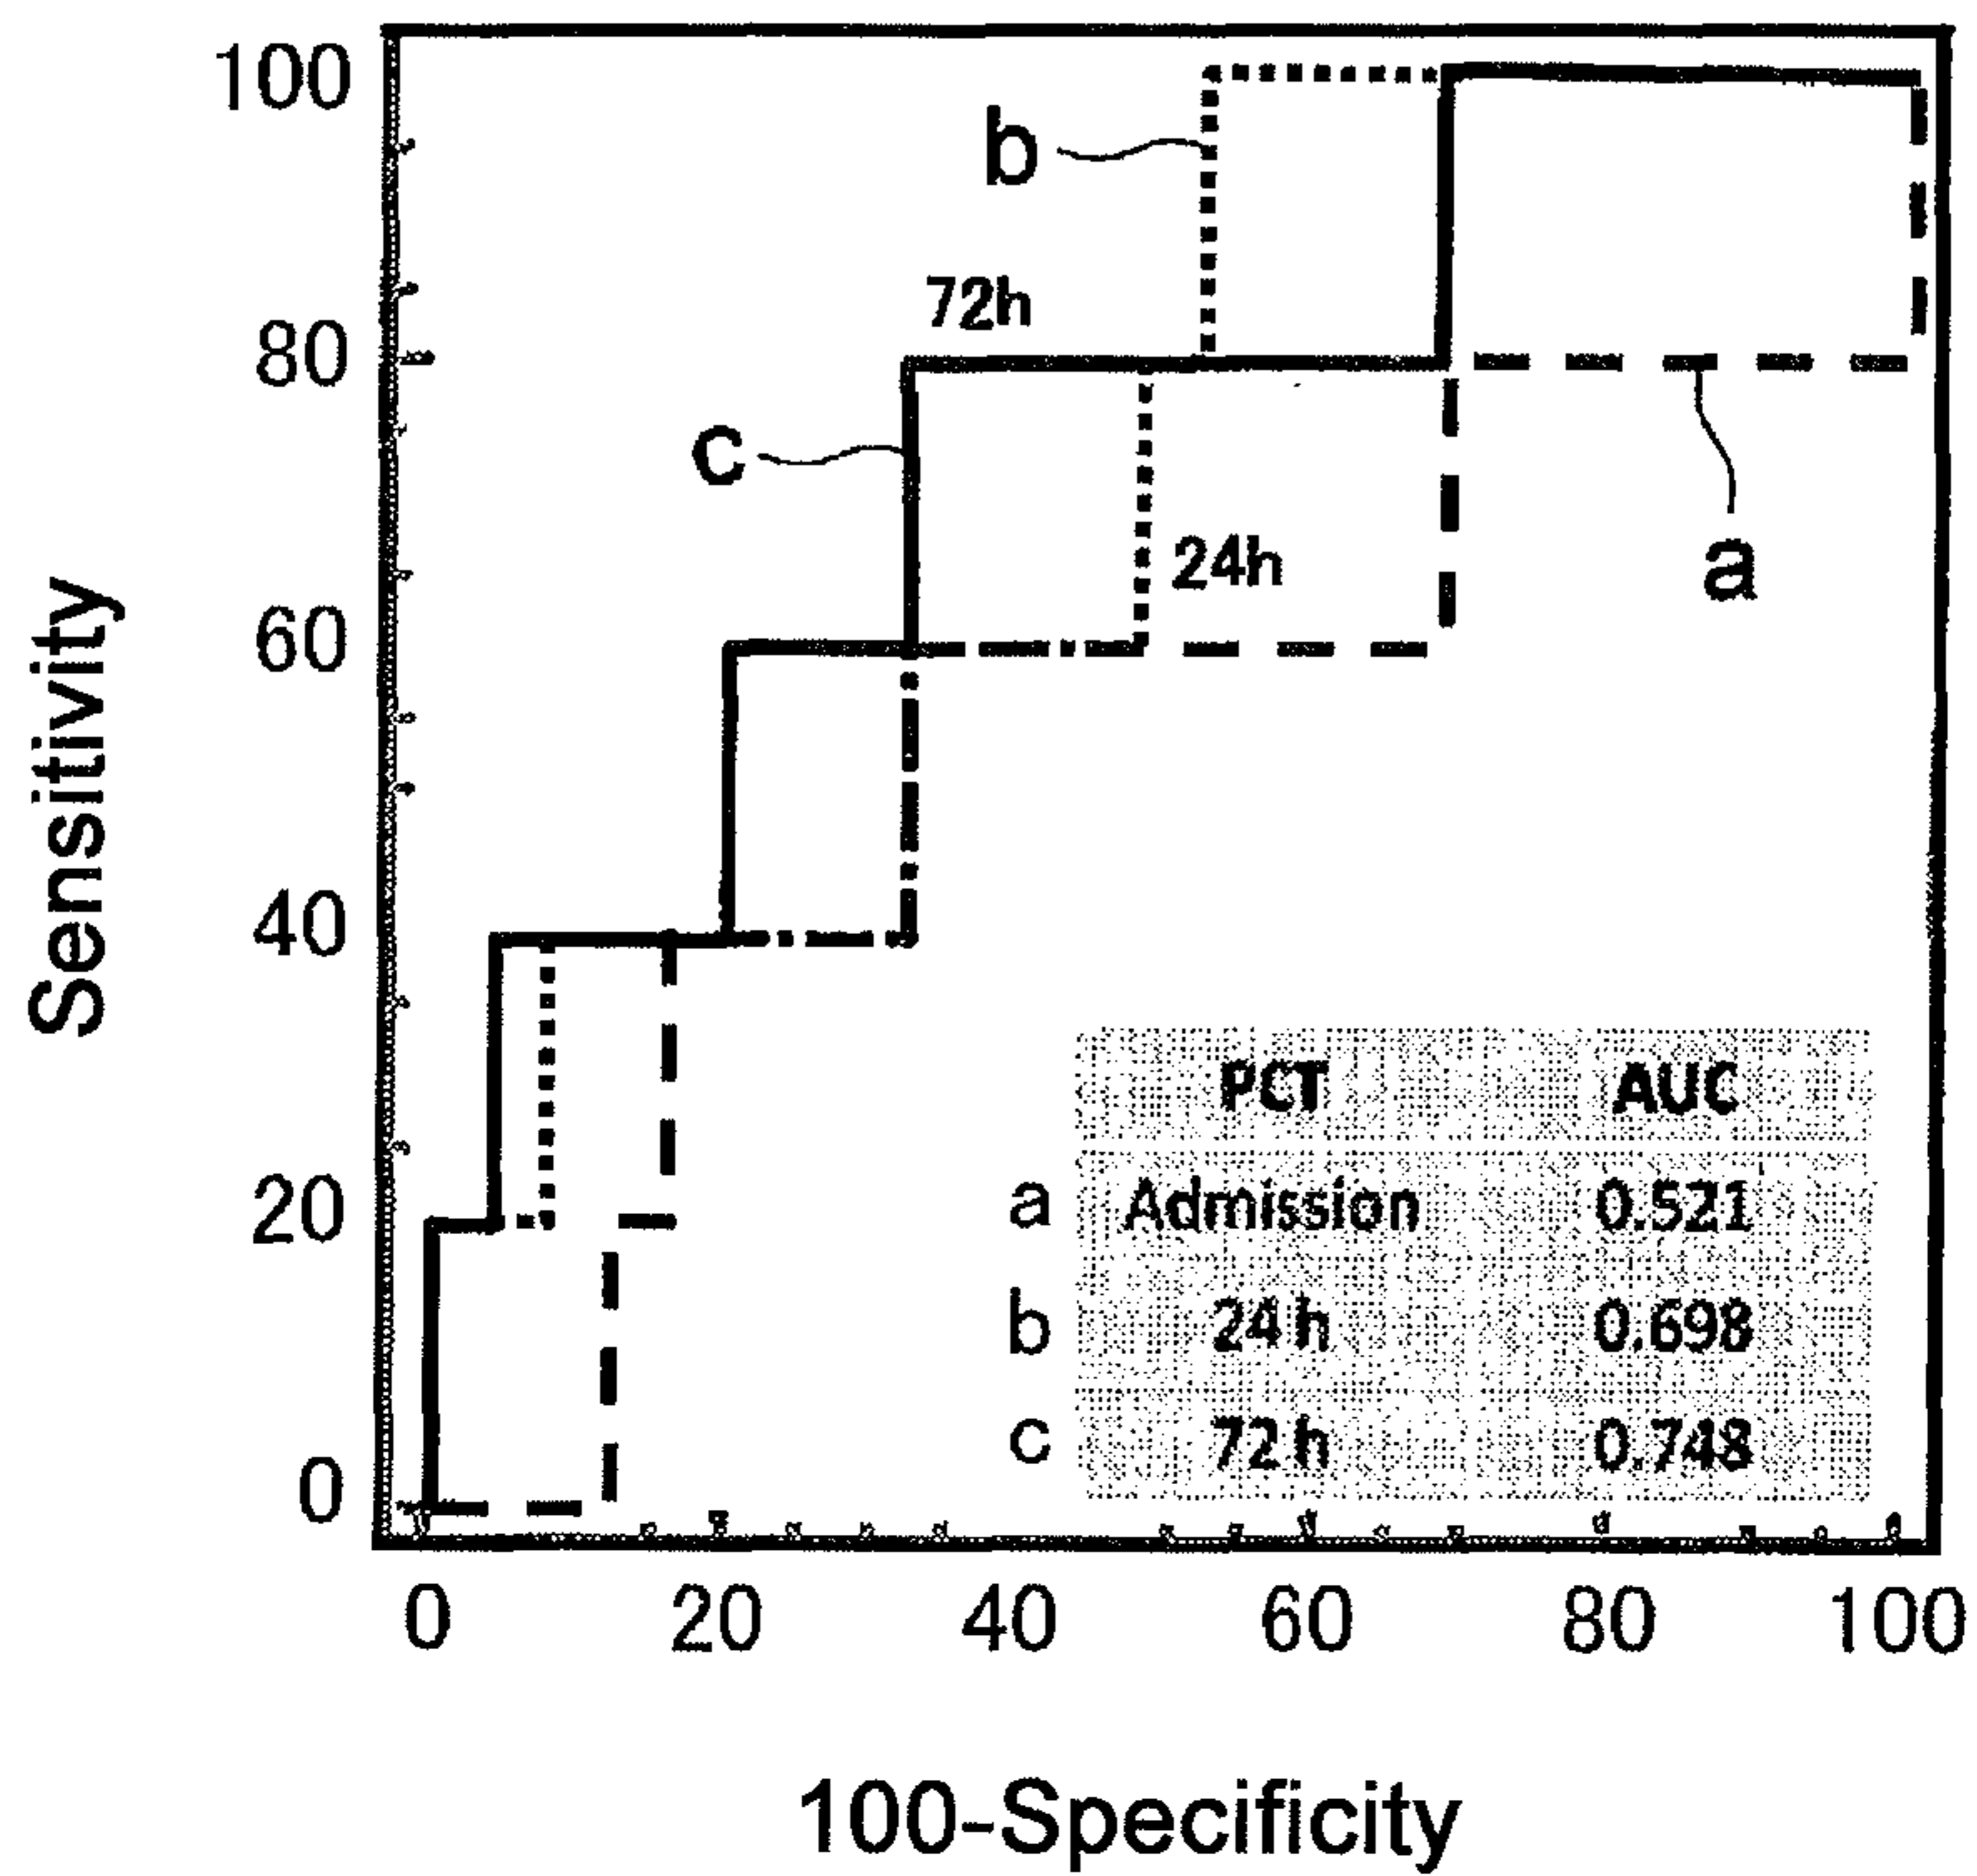 100
b
72h
80
c
24h
a
60
Sensitivity
40
20
0
PCT AUC
a Admission 0.521
b 24 h 0.698
c 72 h 0.748
0 20 40 60 80 100
100-Specificity